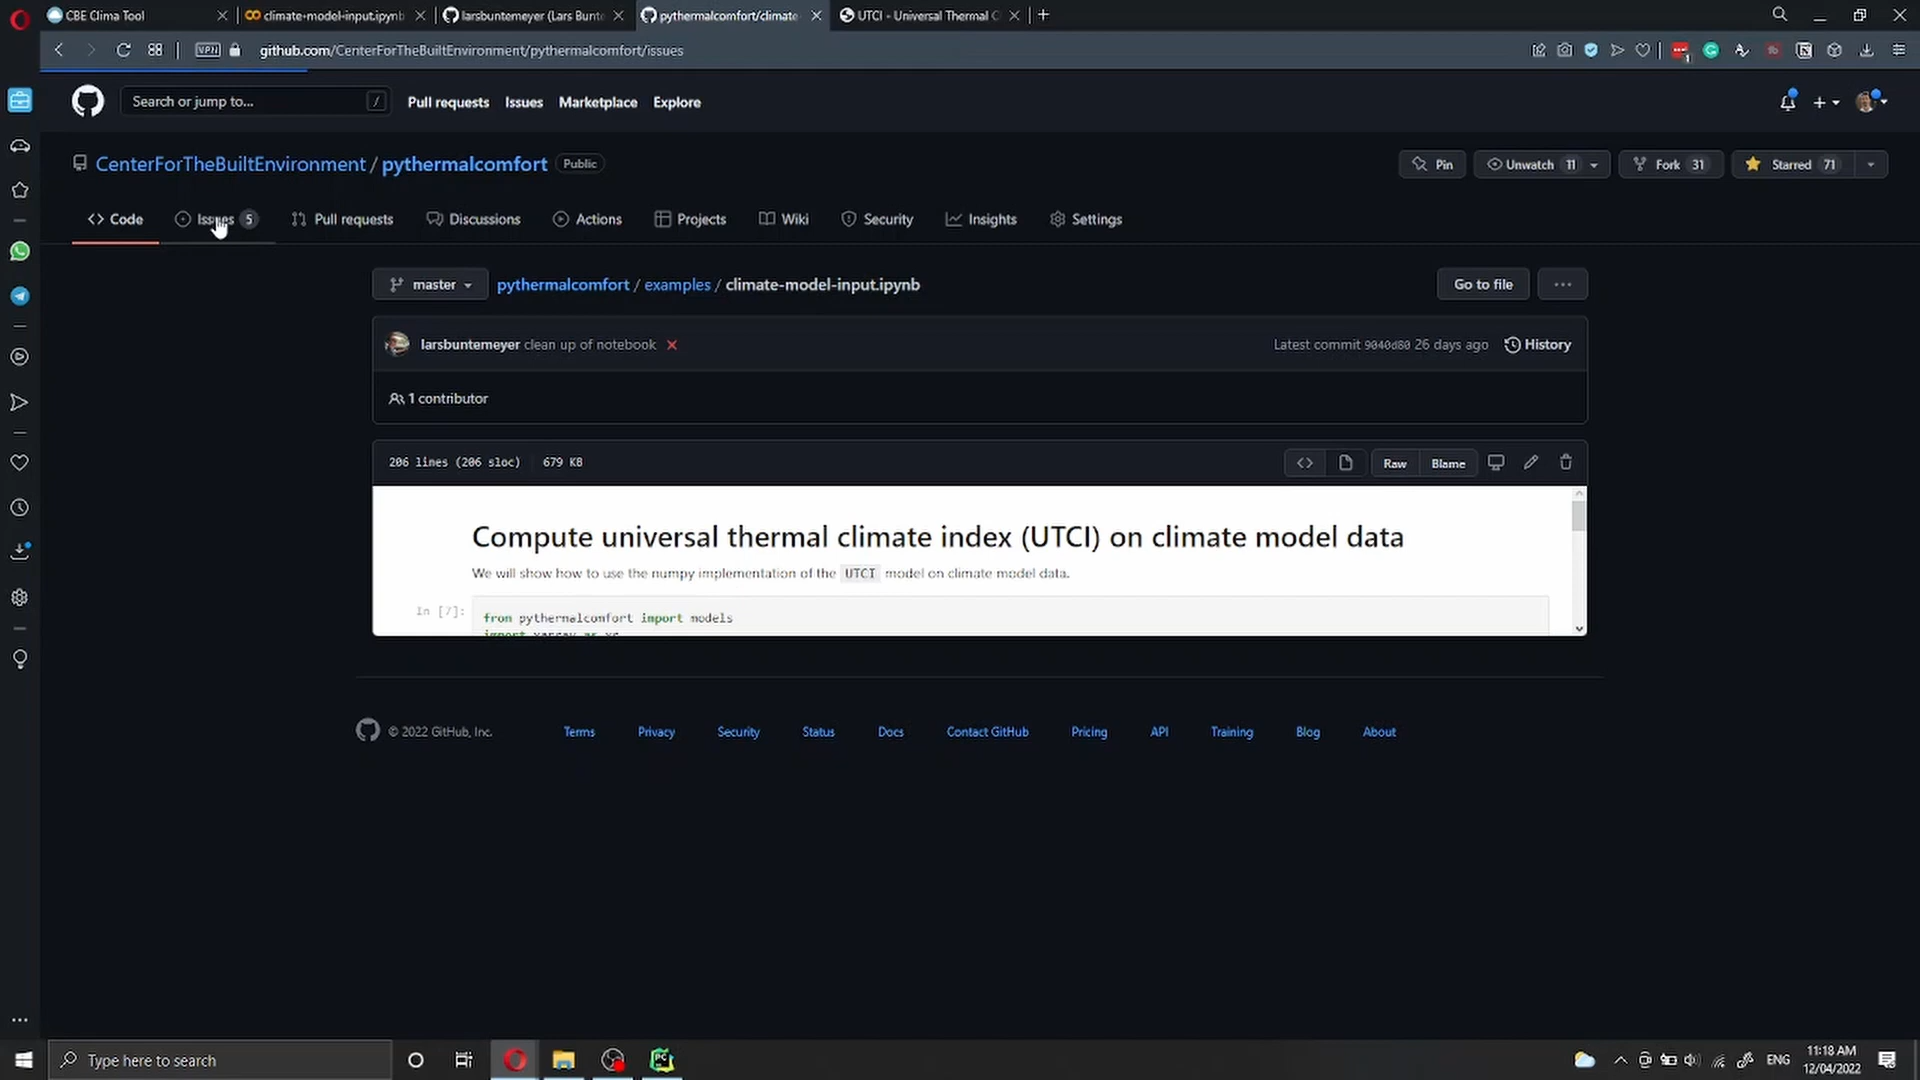 CBE Clima Tool
climate-model-input.ipynb
larsbuntemeyer (Lars Bunte
pythermalcomfort/climate-
UTCI - Universal Thermal C
VPN
github.com/CenterForTheBuiltEnvironment/pythermalcomfort/issues
1
Search or jump to...
/
Pull requests
Issues
Marketplace
Explore
CenterForTheBuiltEnvironment / pythermalcomfort
Public
Pin
Unwatch 11
Fork 31
Starred 71
<> Code
Issues 5
Pull requests
Discussions
Actions
Projects
Wiki
Security
Insights
Settings
master
pythermalcomfort / examples / climate-model-input.ipynb
Go to file
larsbuntemeyer clean up of notebook
Latest commit 9040d80 26 days ago
History
1 contributor
206 lines (206 sloc)
679 KB
Raw
Blame
Compute universal thermal climate index (UTCI) on climate model data
We will show how to use the numpy implementation of the UTCI model on climate model data.
In [7]:
from pythermalcomfort import models
import xarray as xr
© 2022 GitHub, Inc.
Terms
Privacy
Security
Status
Docs
Contact GitHub
Pricing
API
Training
Blog
About
Type here to search
PC
ENG
11:18 AM
12/04/2022